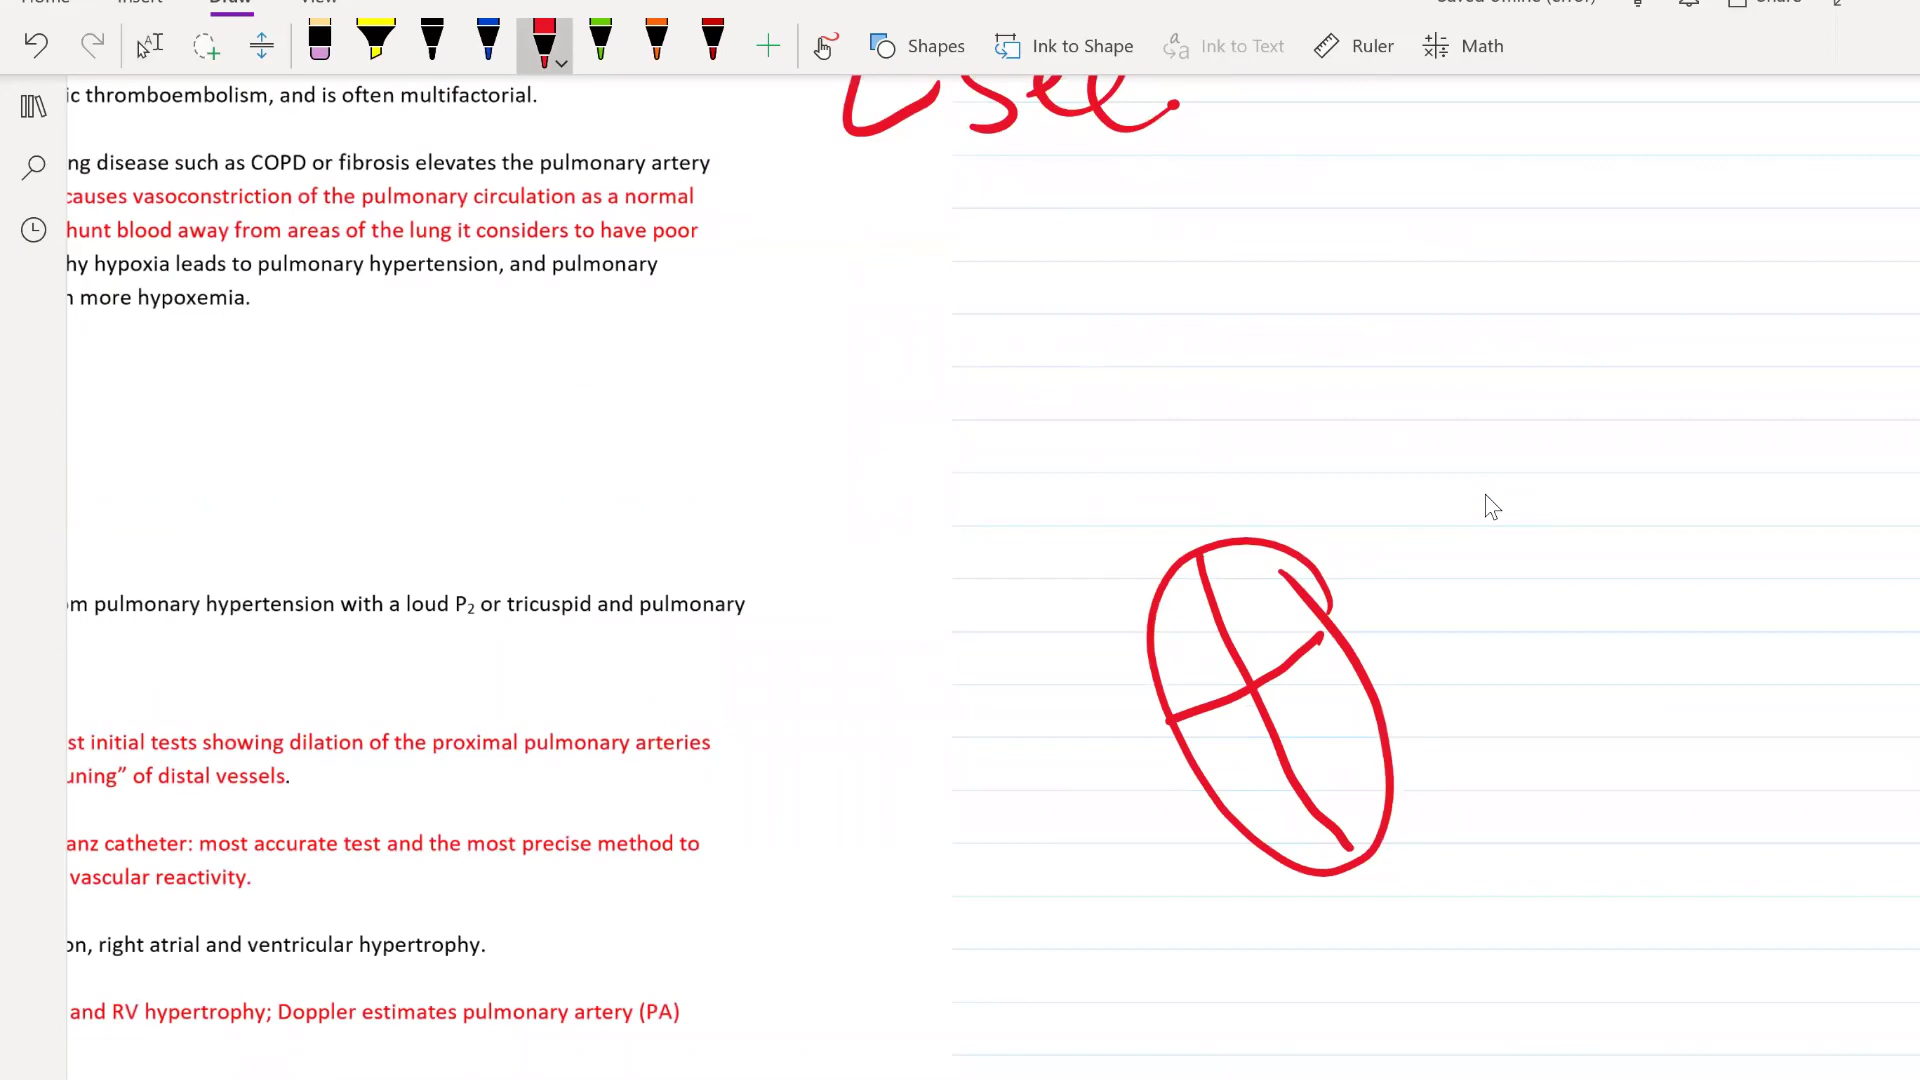 Shapes Ink to Shape Ink to Text Ruler Math
ic thromboembolism, and is often multifactorial.
ng disease such as COPD or fibrosis elevates the pulmonary artery
causes vasoconstriction of the pulmonary circulation as a normal
hunt blood away from areas of the lung it considers to have poor
hy hypoxia leads to pulmonary hypertension, and pulmonary
n more hypoxemia.
om pulmonary hypertension with a loud P₂ or tricuspid and pulmonary
st initial tests showing dilation of the proximal pulmonary arteries
uning” of distal vessels.
anz catheter: most accurate test and the most precise method to
vascular reactivity.
on, right atrial and ventricular hypertrophy.
and RV hypertrophy; Doppler estimates pulmonary artery (PA)